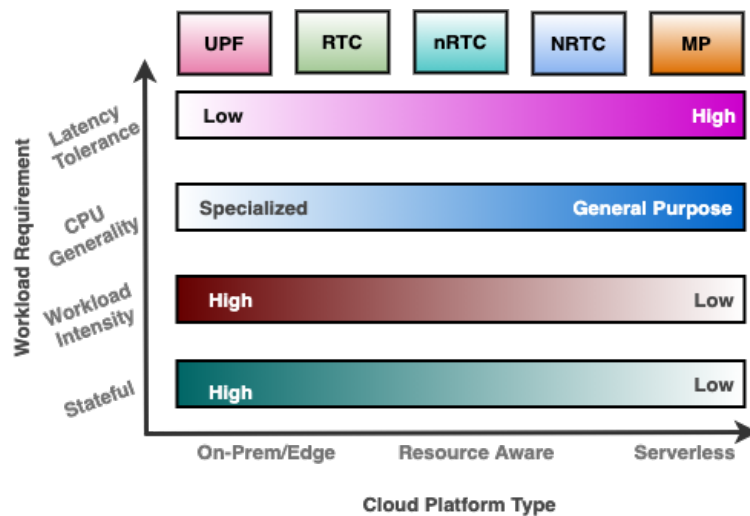 UPF
RTC
nRTC
NRTC
MP
Workload Requirement
Latency
Tolerance
Low
High
CPU
Generality
Specialized
General Purpose
Workload
Intensity
High
Low
Stateful
High
Low
On-Prem/Edge
Resource Aware
Serverless
Cloud Platform Type